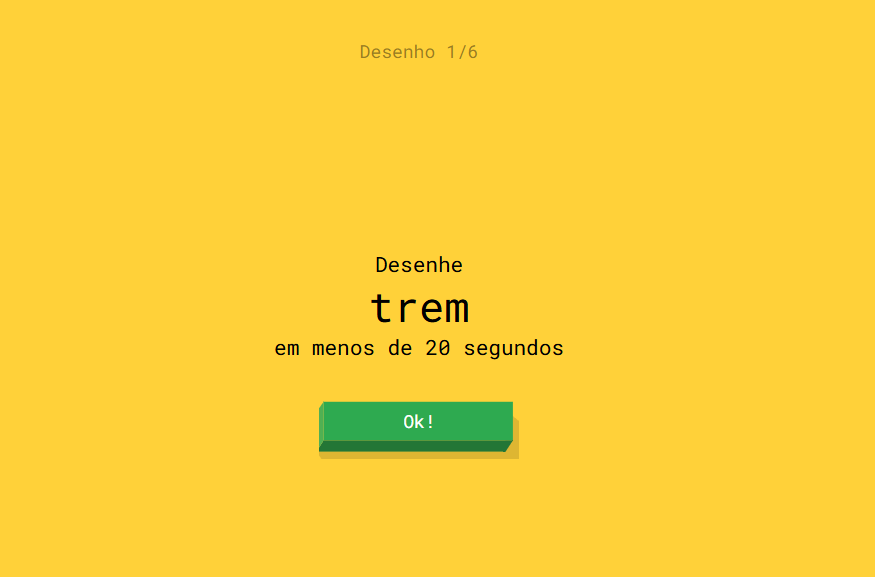 Desenho 1/6
Desenhe
trem
em menos de 20 segundos
Ok!